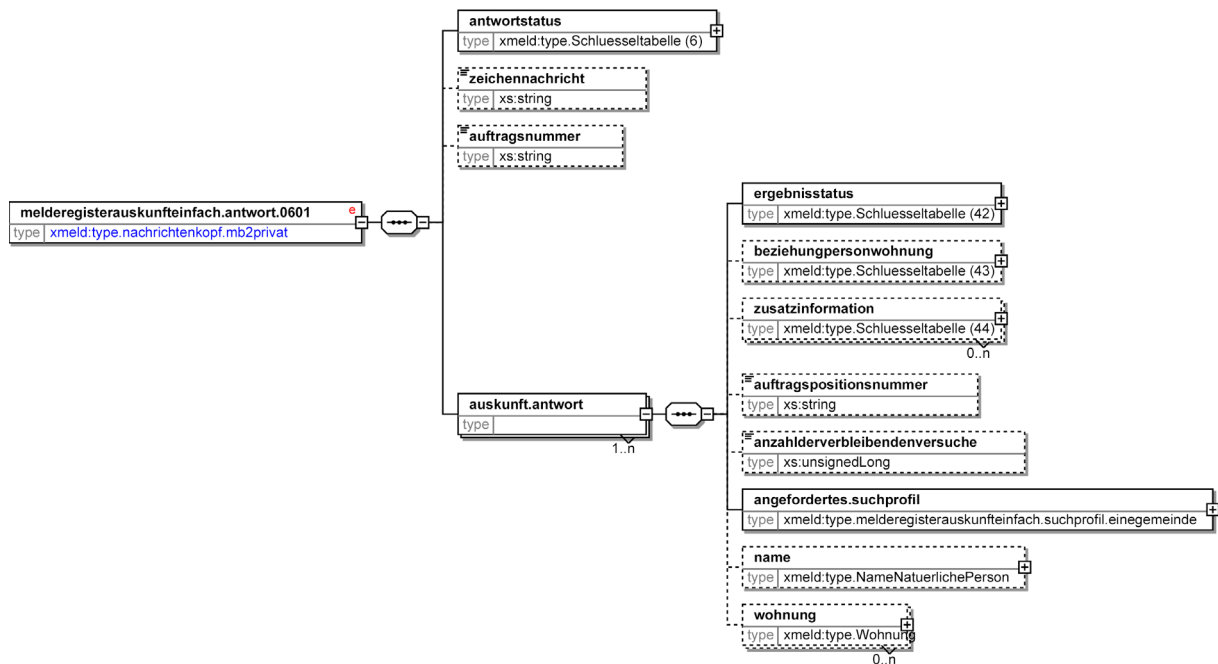 antwortstatus
type xmeld:type.Schluesseltabelle (6)
zeichennachricht
type xs:string
auftragsnummer
type xs:string
melderegisterauskunfteinfach.antwort.0601 e
type xmeld:type.nachrichtenkopf.mb2privat
auskunft.antwort
type
1..n
ergebnisstatus
type xmeld:type.Schluesseltabelle (42)
beziehungpersonwohnung
type xmeld:type.Schluesseltabelle (43)
zusatzinformation
type xmeld:type.Schluesseltabelle (44)
0..n
auftragspositionsnummer
type xs:string
anzahlderverbleibendenversuche
type xs:unsignedLong
angefordertes.suchprofil
type xmeld:type.melderegisterauskunfteinfach.suchprofil.einegemeinde
name
type xmeld:type.NameNatuerlichePerson
wohnung
type xmeld:type.Wohnung
0..n